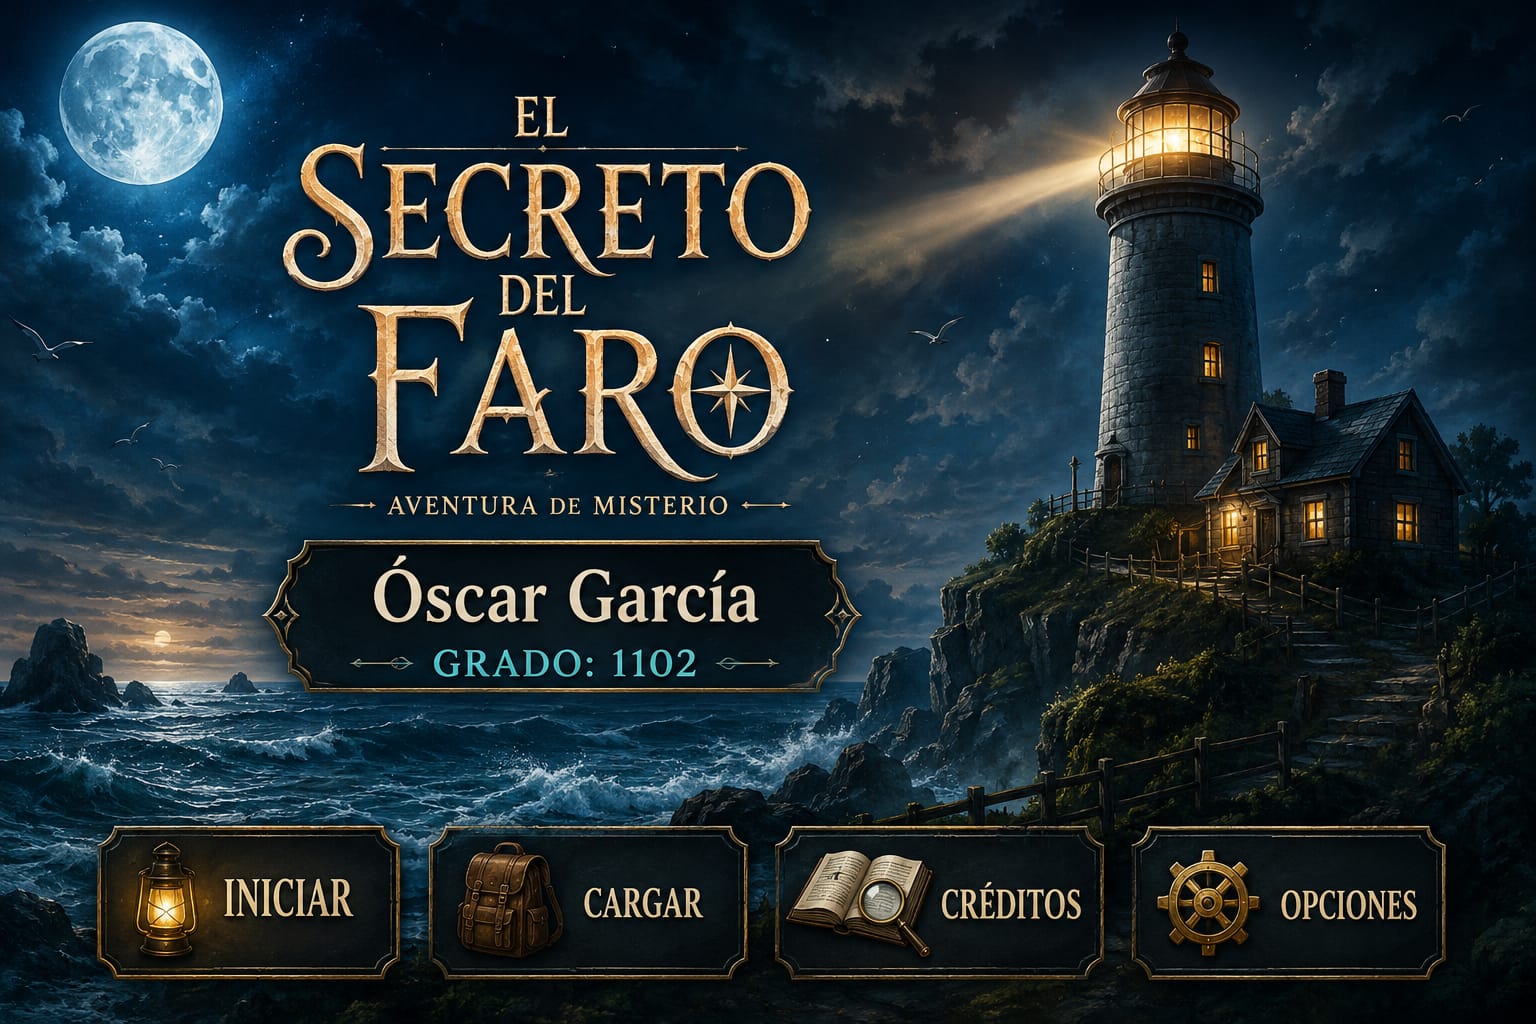 EL
SECRETO
DEL
FARO
AVENTURA DE MISTERIO
Óscar García
GRADO: 1102
INICIAR
CARGAR
CRÉDITOS
OPCIONES